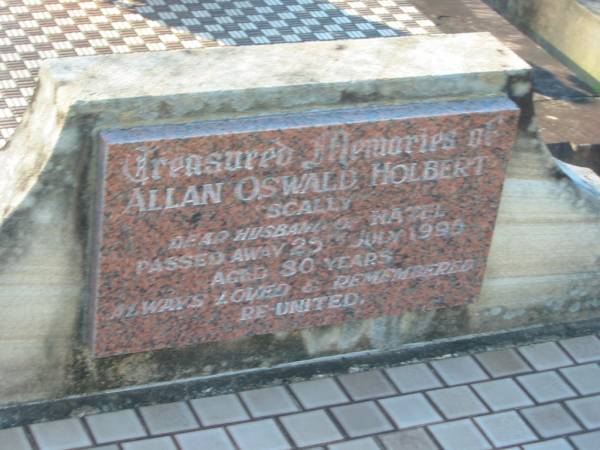 Treasured Memories of
ALLAN OSWALD HOLBERT
"SCALLY"
DEAR HUSBAND OF HAZEL
PASSED AWAY 25TH JULY 1995
AGED 80 YEARS
ALWAYS LOVED & REMEMBERED
RE-UNITED.